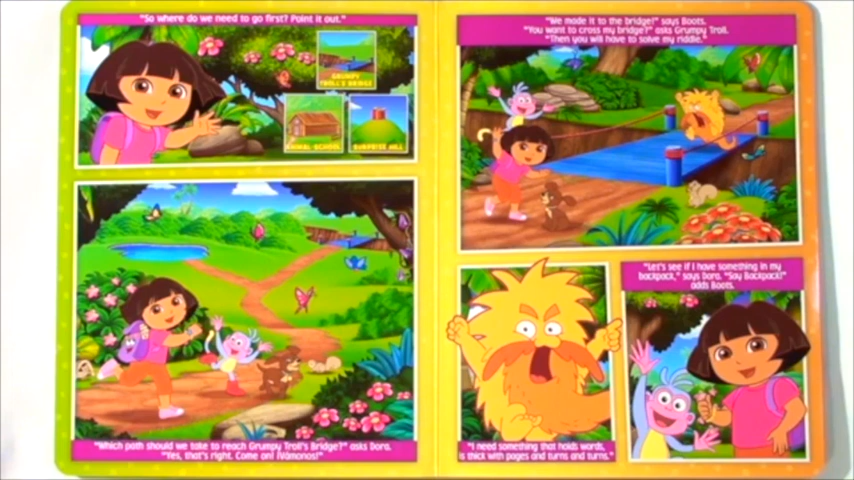 "So where do we need to go first? Point it out."
GRUMPY
TROLL'S BRIDGE
ANIMAL SCHOOL
SURPRISE HILL
"Which path should we take to reach Grumpy Troll's Bridge?" asks Dora.
"Yes, that's right. Come on! ¡Vámonos!"
"We made it to the bridge!" says Boots.
"You want to cross my bridge?" asks Grumpy Troll.
"Then you will have to solve my riddle."
"I need something that holds words,
is thick with pages and turns and turns."
"Let's see if I have something in my
backpack," says Dora. "Say Backpack!"
adds Boots.